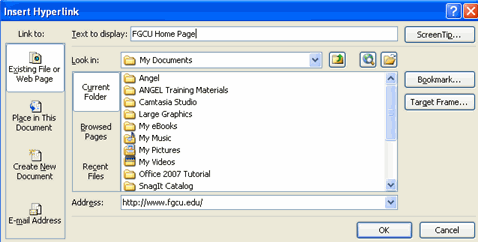 Insert Hyperlink
Link to:
Text to display: FGCU Home Page
ScreenTip...
Existing File or
Web Page
Look in: My Documents
Current
Folder
Browsed
Pages
Recent
Files
Angel
ANGEL Training Materials
Camtasia Studio
Large Graphics
My eBooks
My Music
My Pictures
My Videos
Office 2007 Tutorial
SnagIt Catalog
Bookmark...
Target Frame...
Place in This
Document
Create New
Document
E-mail Address
Address: http://www.fgcu.edu/
OK
Cancel